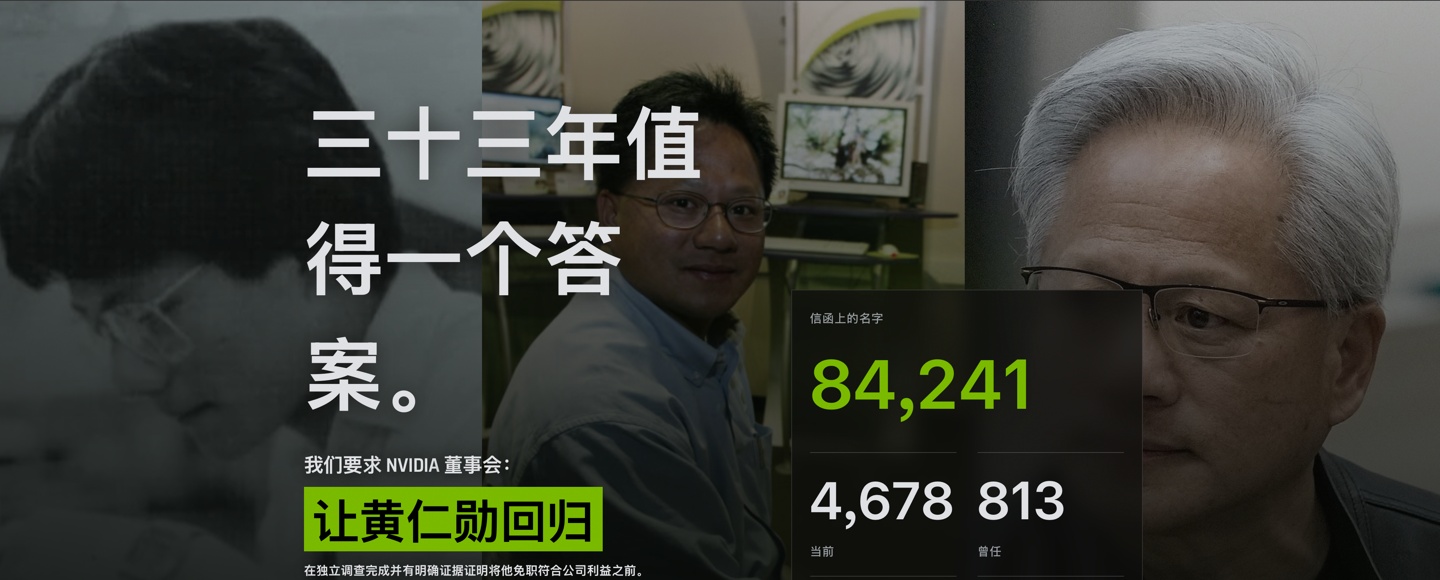 三十三年值
得一个答
案。
我们要求 NVIDIA 董事会：
让黄仁勋回归
在独立调查完成并有明确证据证明将他免职符合公司利益之前。
信函上的名字
84,241
4,678 813
当前 曾任